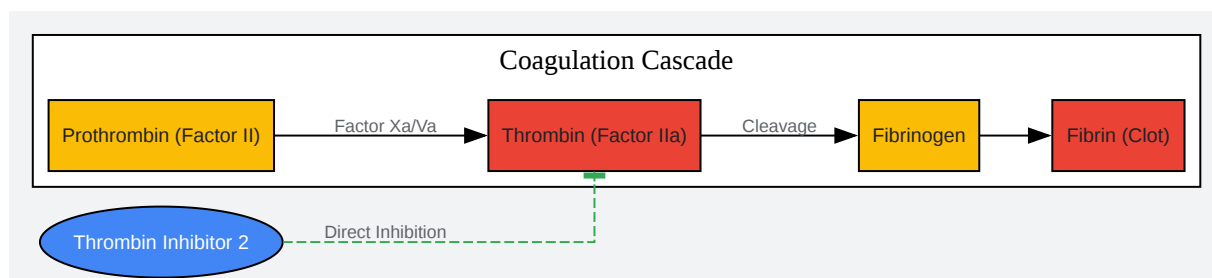 Coagulation Cascade
Prothrombin (Factor II)
Factor Xa/Va
Thrombin (Factor IIa)
Cleavage
Fibrinogen
Fibrin (Clot)
Thrombin Inhibitor 2
Direct Inhibition